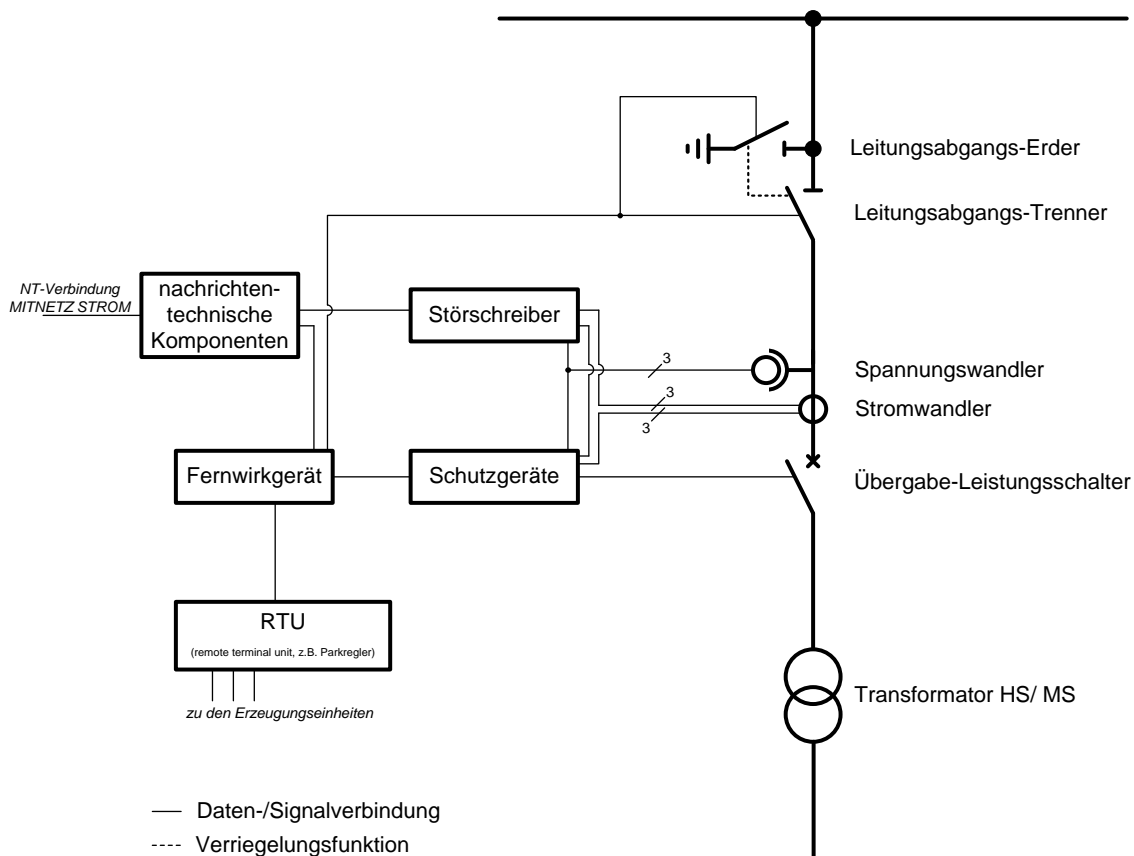 Leitungsabgangs-Erder
Leitungsabgangs-Trenner
NT-Verbindung
MITNETZ STROM
nachrichten-
technische
Komponenten
Störschreiber
3
Spannungswandler
3
Stromwandler
3
Fernwirkgerät
Schutzgeräte
Übergabe-Leistungsschalter
RTU
(remote terminal unit, z.B. Parkregler)
zu den Erzeugungseinheiten
Transformator HS/ MS
Daten-/Signalverbindung
Verriegelungsfunktion